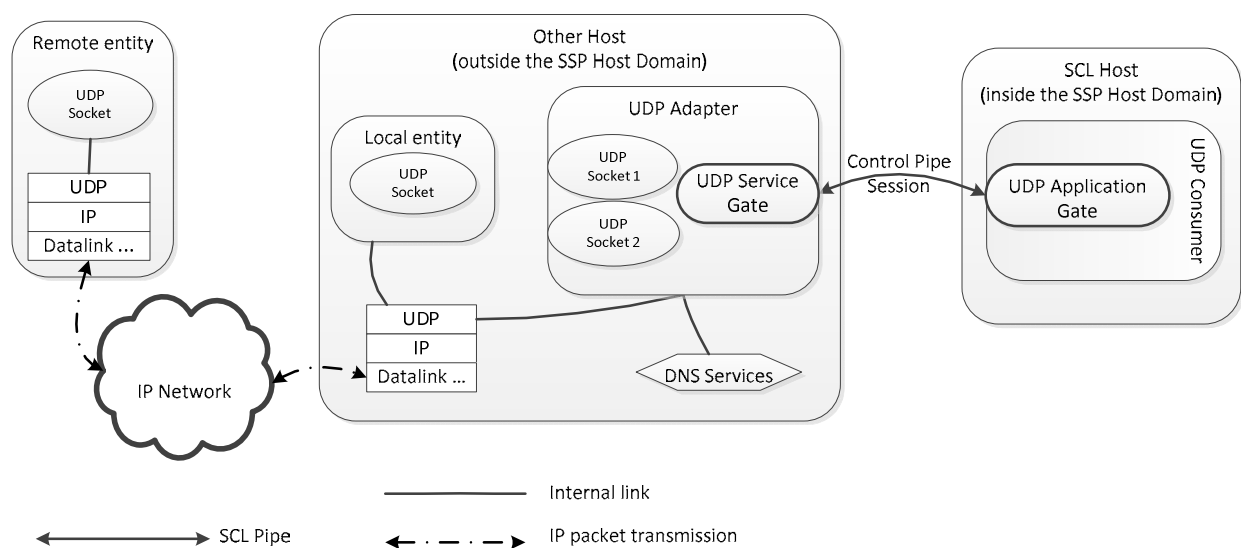 Remote entity
UDP
Socket
UDP
IP
Datalink ...
IP Network
Other Host
(outside the SSP Host Domain)
Local entity
UDP
Socket
UDP
IP
Datalink ...
UDP Adapter
UDP
Socket 1
UDP
Socket 2
UDP Service
Gate
DNS Services
Control Pipe
Session
SCL Host
(inside the SSP Host Domain)
UDP Application
Gate
UDP Consumer
Internal link
SCL Pipe
IP packet transmission